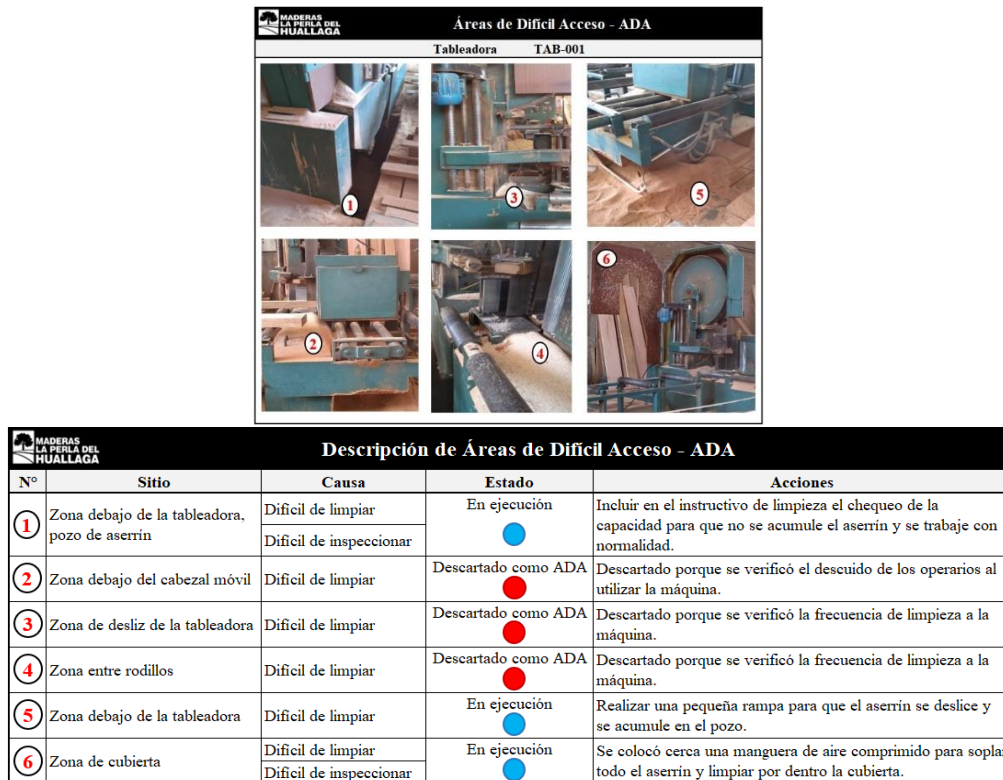 MADERAS
LA PERLA DEL
HUALLAGA
Áreas de Difícil Acceso - ADA
Tableadora TAB-001
1
3
5
2
4
6
MADERAS
LA PERLA DEL
HUALLAGA
Descripción de Áreas de Difícil Acceso - ADA
N° Sitio Causa Estado Acciones
1 Zona debajo de la tableadora,
pozo de aserrín
Difícil de limpiar
Difícil de inspeccionar
En ejecución
Incluir en el instructivo de limpieza el chequeo de la
capacidad para que no se acumule el aserrín y se trabaje con
normalidad.
2 Zona debajo del cabezal móvil
Difícil de limpiar
Descartado como ADA
Descartado porque se verificó el descuido de los operarios al
utilizar la máquina.
3 Zona de desliz de la tableadora
Difícil de limpiar
Descartado como ADA
Descartado porque se verificó la frecuencia de limpieza a la
máquina.
4 Zona entre rodillos
Difícil de limpiar
Descartado como ADA
Descartado porque se verificó la frecuencia de limpieza a la
máquina.
5 Zona debajo de la tableadora
Difícil de limpiar
En ejecución
Realizar una pequeña rampa para que el aserrín se deslice y
se acumule en el pozo.
6 Zona de cubierta
Difícil de limpiar
Difícil de inspeccionar
En ejecución
Se colocó cerca una manguera de aire comprimido para soplar
todo el aserrín y limpiar por dentro la cubierta.